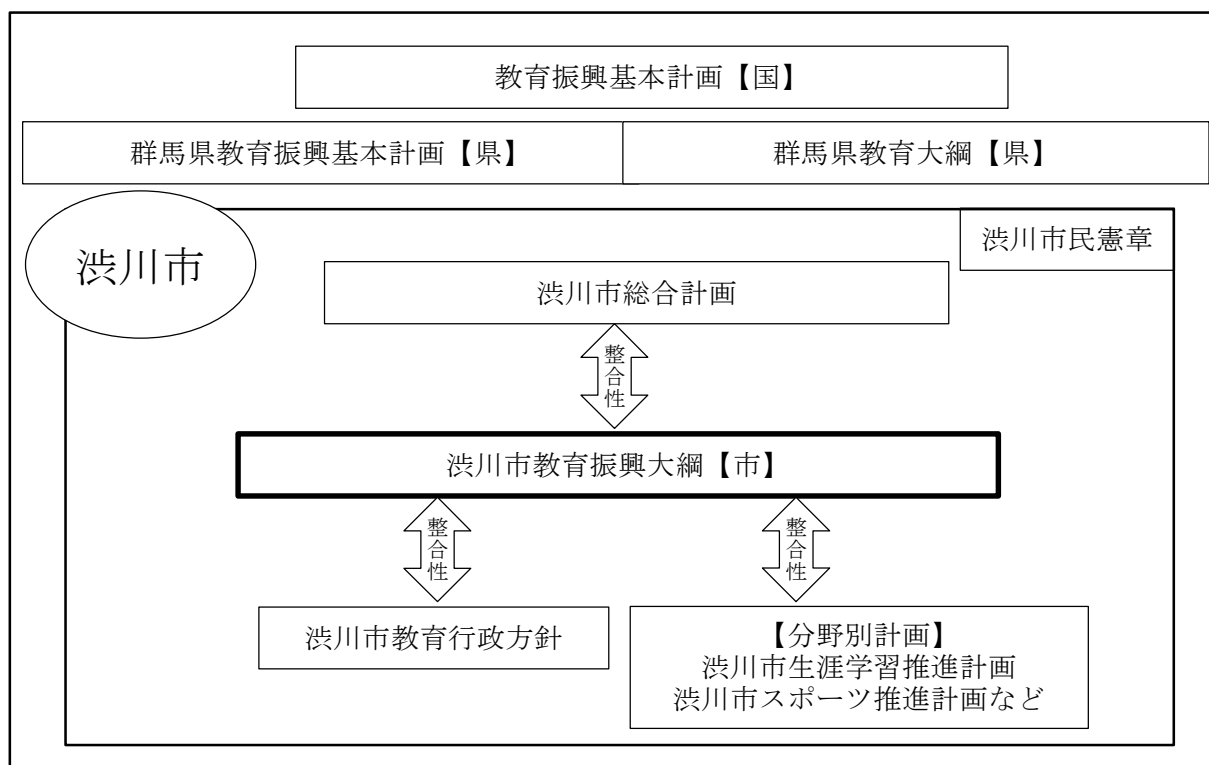 教育振興基本計画【国】
群馬県教育振興基本計画【県】
群馬県教育大綱【県】
渋川市
渋川市民憲章
渋川市総合計画
整合性
渋川市教育振興大綱【市】
整合性
整合性
渋川市教育行政方針
【分野別計画】
渋川市生涯学習推進計画
渋川市スポーツ推進計画など